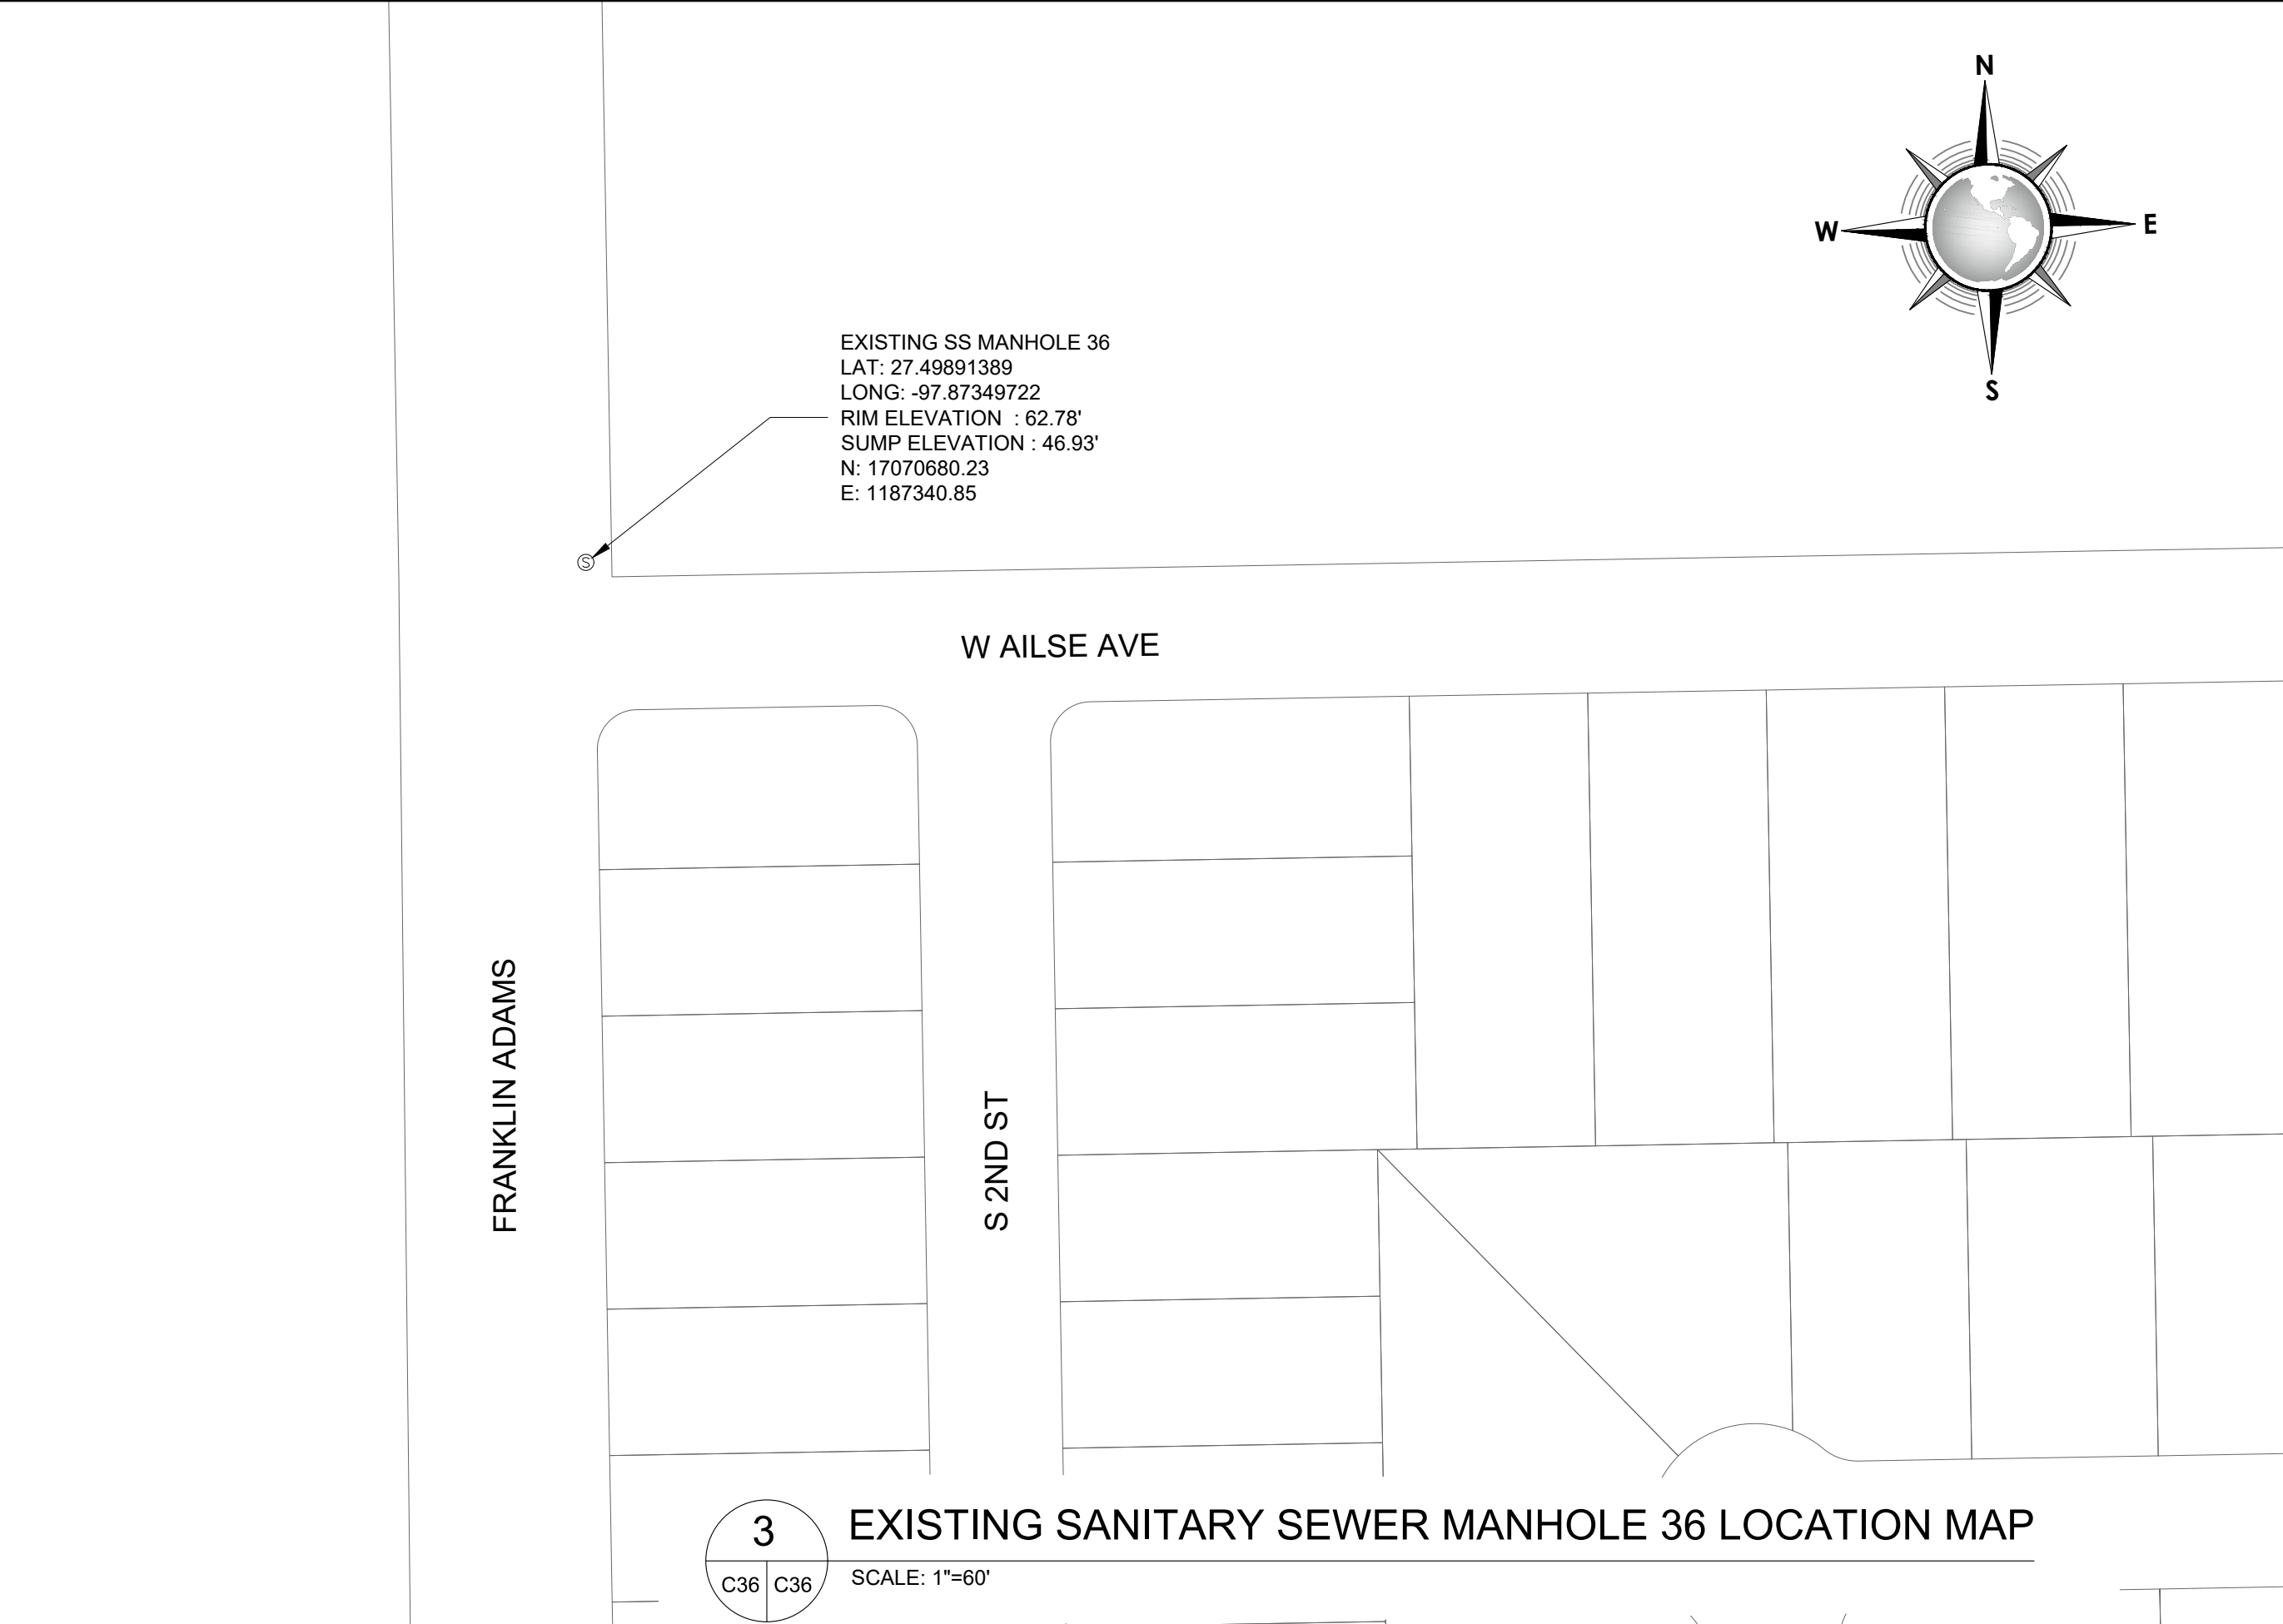 N
W
E
S
EXISTING SS MANHOLE 36
LAT: 27.49891389
LONG: -97.87349722
RIM ELEVATION : 62.78'
SUMP ELEVATION : 46.93'
N: 17070680.23
E: 1187340.85
S
W AILSE AVE
FRANKLIN ADAMS
S 2ND ST
3
EXISTING SANITARY SEWER MANHOLE 36 LOCATION MAP
C36
C36
SCALE: 1"=60'